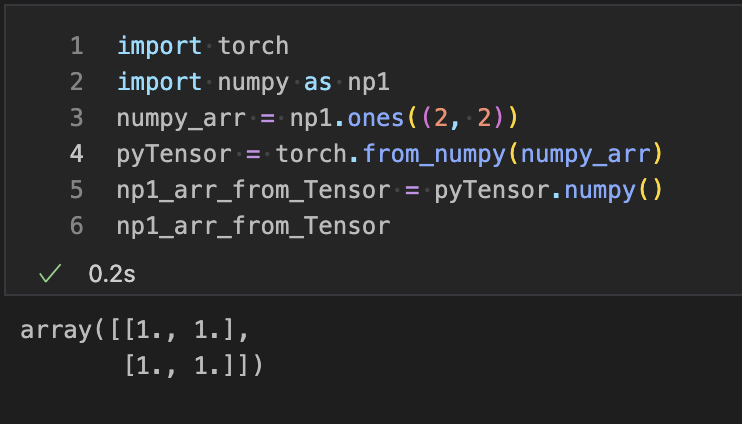 1 import torch
2 import numpy as np1
3 numpy_arr = np1.ones((2, 2))
4 pyTensor = torch.from_numpy(numpy_arr)
5 np1_arr_from_Tensor = pyTensor.numpy()
6 np1_arr_from_Tensor
0.2s
array([[1., 1.],
       [1., 1.]])